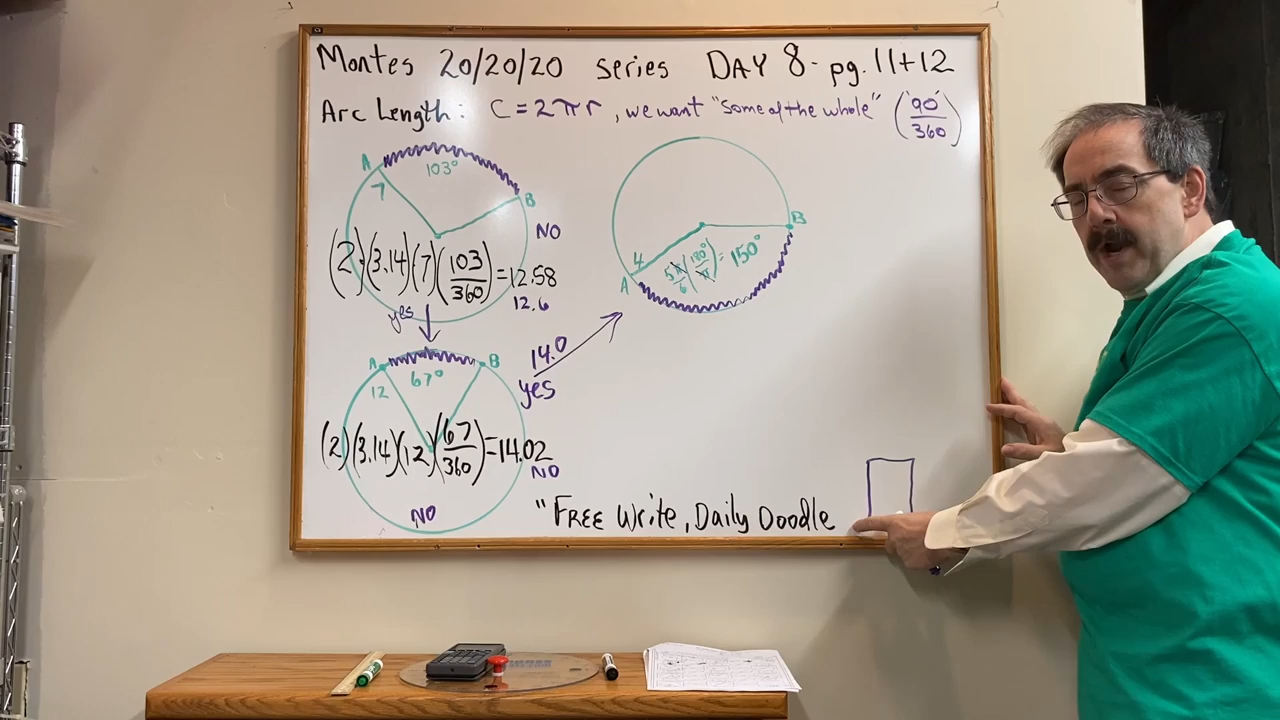 Montes 20/20/20 series DAY 8- pg. 11+12
Arc Length: C=2πr, we want "some of the whole" ("90"/360)
A
7
103°
B
NO
(2)(3.14)(7)(103/360)=12.58
12.6
yes
A
B
67°
12
(2)(3.14)(12)(67/360)=14.02
NO
NO
14.0
yes
B
4
5π/6(180°/π)=150°
A
"FREE Write, Daily Doodle